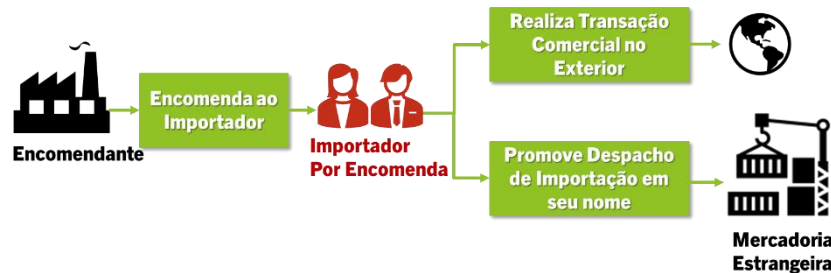 Encomendante
Encomenda ao
Importador
Importador
Por Encomenda
Realiza Transação
Comercial no
Exterior
Promove Despacho
de Importação em
seu nome
Mercadoria
Estrangeira